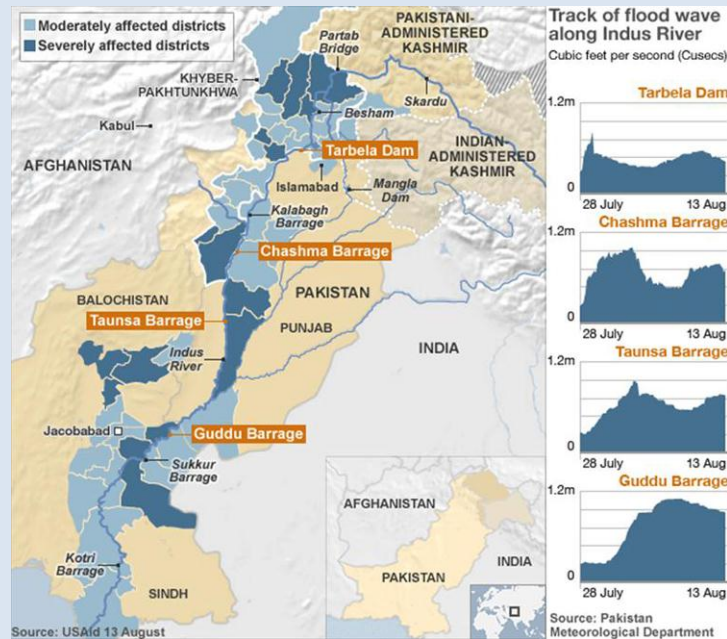 Moderately affected districts
Severely affected districts
PAKISTANI-
ADMINISTERED
KASHMIR
Partab
Bridge
KHYBER-
PAKHTUNKHWA
Skardu
Kabul
Besham
AFGHANISTAN
Tarbela Dam
INDIAN-
ADMINISTERED
KASHMIR
Islamabad
Mangla
Dam
Kalabagh
Barrage
Chashma Barrage
BALOCHISTAN
PAKISTAN
Taunsa Barrage
PUNJAB
Indus
River
INDIA
Jacobabad
Guddu Barrage
Sukkur
Barrage
Kotri
Barrage
SINDH
AFGHANISTAN
INDIA
PAKISTAN
Source: USAid 13 August
Track of flood wave
along Indus River
Cubic feet per second (Cusecs)
Tarbela Dam
1.2m
0
28 July 13 Aug
Chashma Barrage
1.2m
0
28 July 13 Aug
Taunsa Barrage
1.2m
0
28 July 13 Aug
Guddu Barrage
1.2m
0
28 July 13 Aug
Source: Pakistan
Meteorological Department